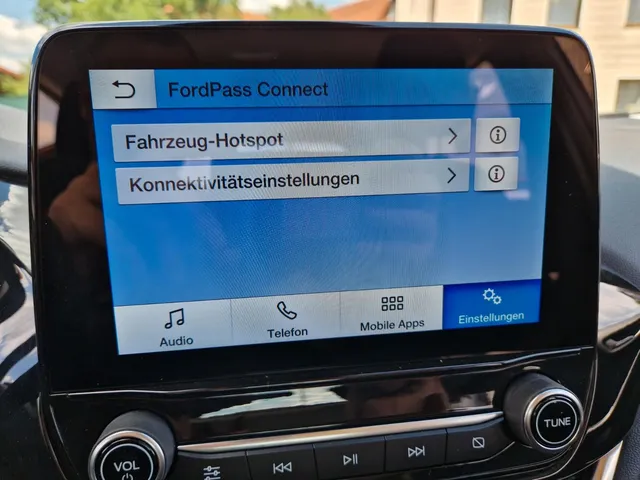 FordPass Connect
Fahrzeug-Hotspot
Konnektivitätseinstellungen
Audio
Telefon
Mobile Apps
Einstellungen
VOL
TUNE